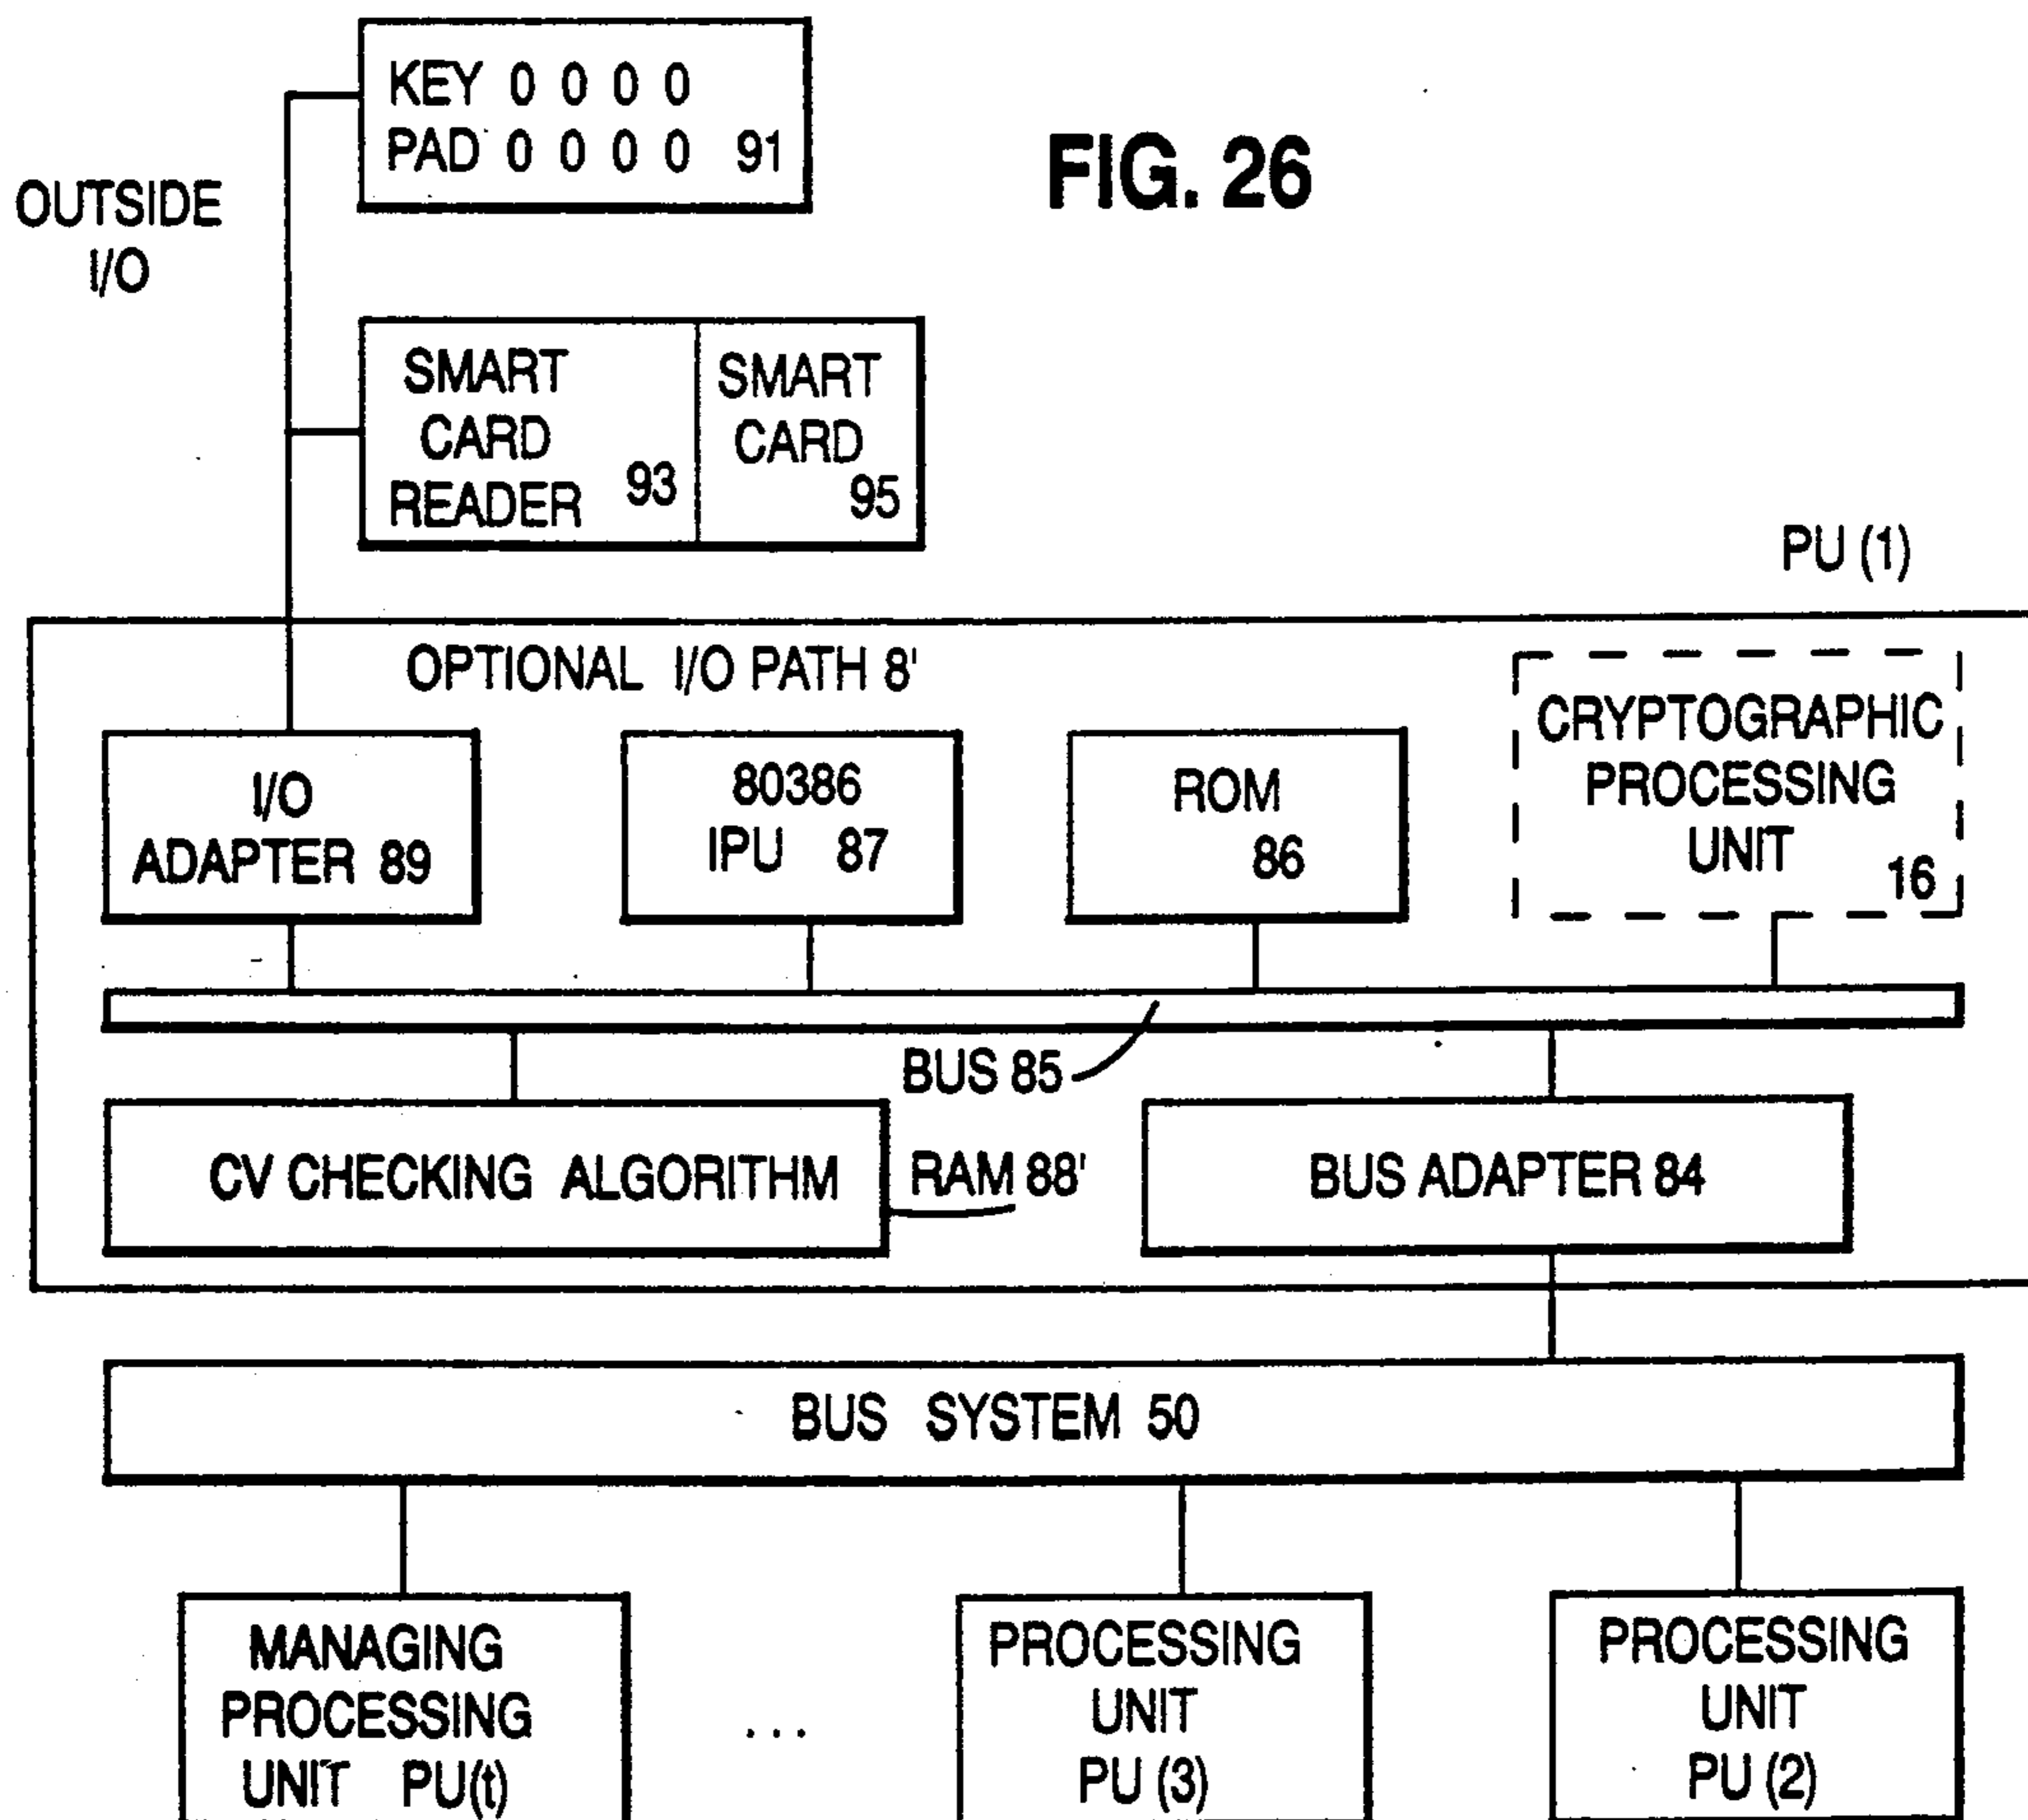 KEY 0 0 0 0
PAD 0 0 0 0 91
FIG. 26
OUTSIDE
I/O
SMART
CARD
READER 93
SMART
CARD
95
PU (1)
OPTIONAL I/O PATH 8'
I/O
ADAPTER 89
80386
IPU 87
ROM
86
CRYPTOGRAPHIC
PROCESSING
UNIT
16
BUS 85
CV CHECKING ALGORITHM
RAM 88'
BUS ADAPTER 84
BUS SYSTEM 50
MANAGING
PROCESSING
UNIT PU(t)
...
PROCESSING
UNIT
PU (3)
PROCESSING
UNIT
PU (2)